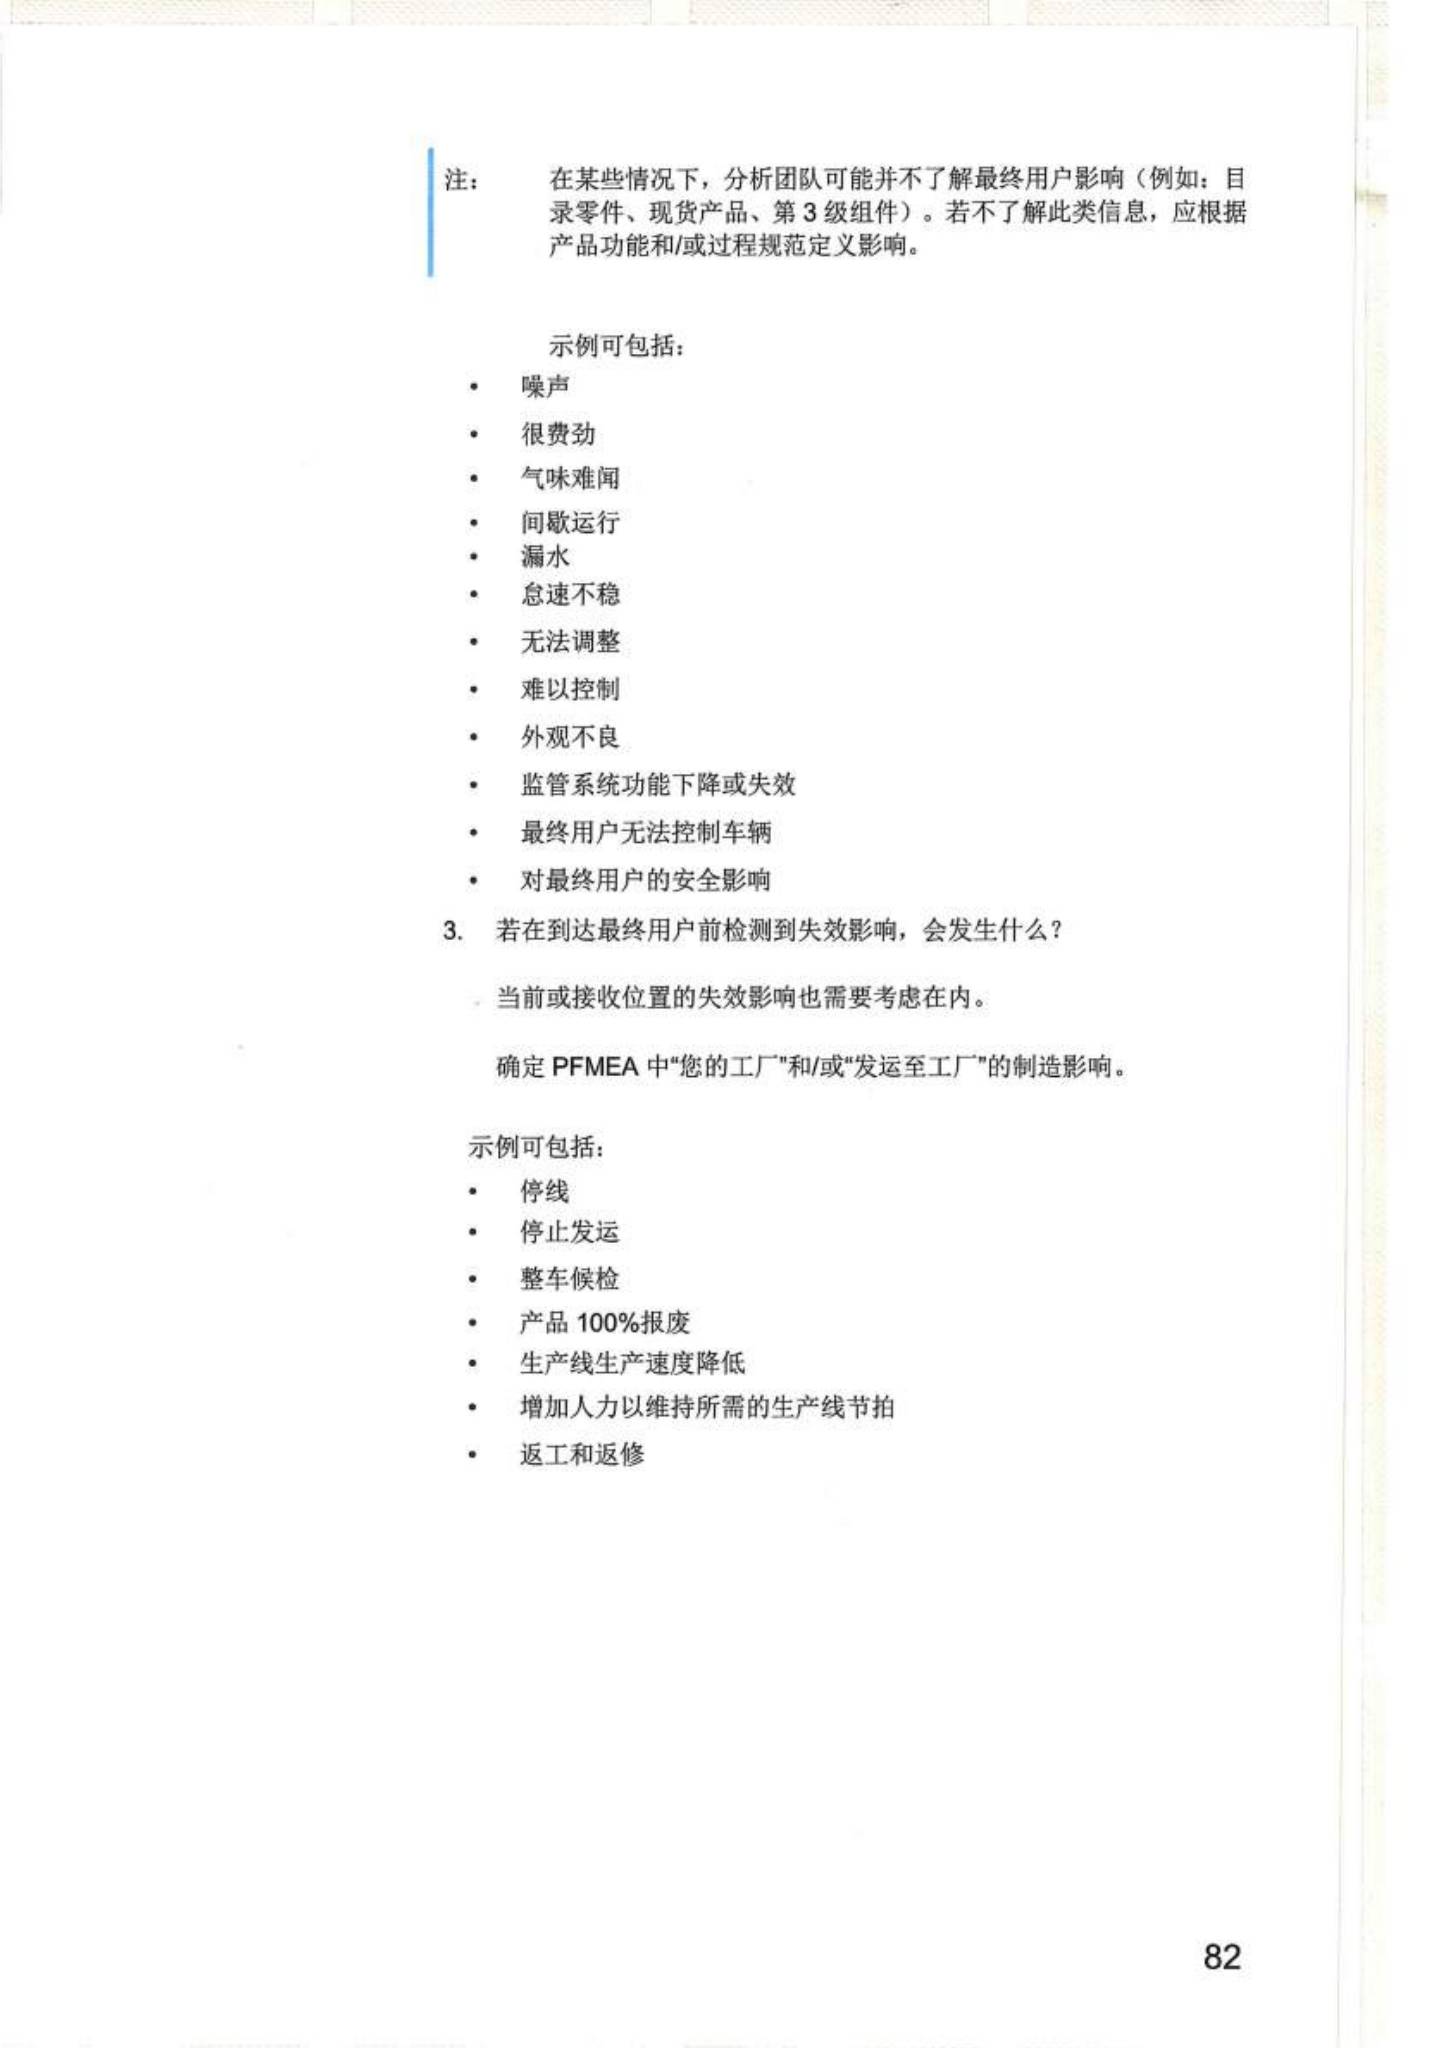 注： 在某些情况下，分析团队可能并不了解最终用户影响（例如：目
录零件、现货产品、第 3 级组件）。若不了解此类信息，应根据
产品功能和/或过程规范定义影响。
示例可包括：
• 噪声
• 很费劲
• 气味难闻
• 间歇运行
• 漏水
• 怠速不稳
• 无法调整
• 难以控制
• 外观不良
• 监管系统功能下降或失效
• 最终用户无法控制车辆
• 对最终用户的安全影响
3. 若在到达最终用户前检测到失效影响，会发生什么？
当前或接收位置的失效影响也需要考虑在内。
确定 PFMEA 中“您的工厂”和/或“发运至工厂”的制造影响。
示例可包括：
• 停线
• 停止发运
• 整车候检
• 产品 100%报废
• 生产线生产速度降低
• 增加人力以维持所需的生产线节拍
• 返工和返修
82